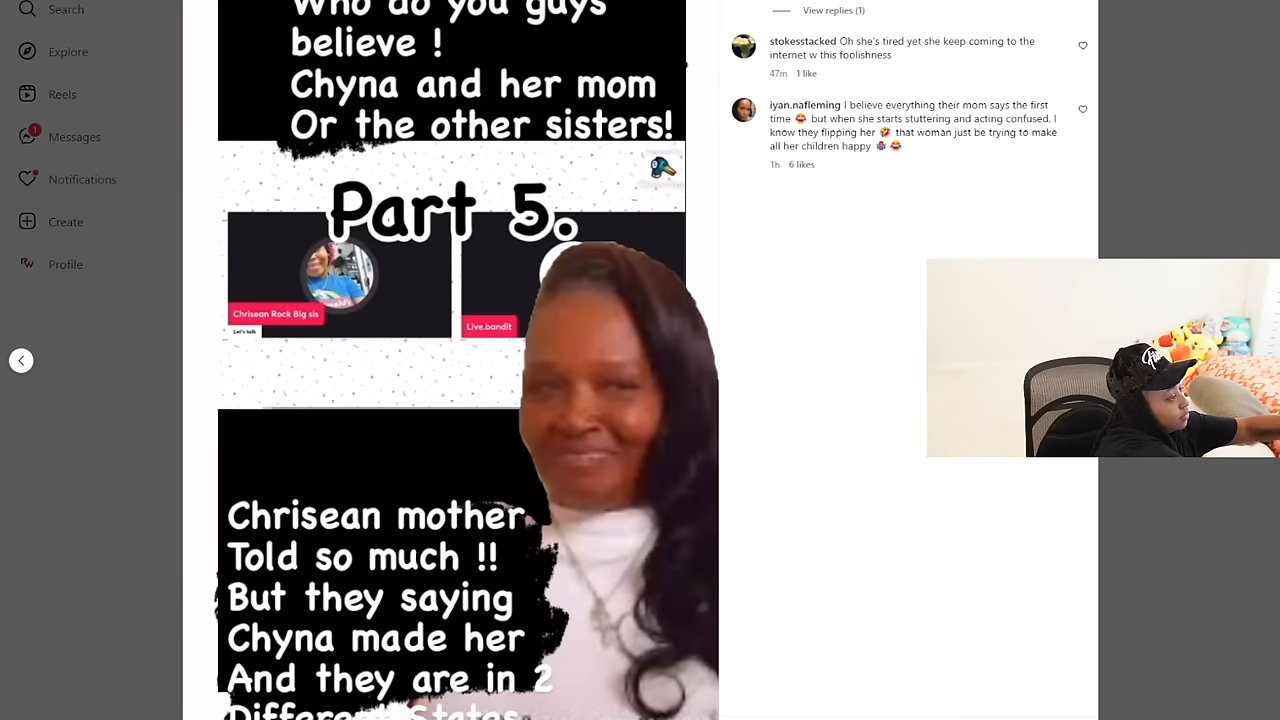 Search
Explore
Reels
1
Messages
Notifications
Create
Profile
Who do you guys
believe !
Chyna and her mom
Or the other sisters!
Part 5.
Chrisean Rock Big sis
Let's talk
Live.bandit
Chrisean mother
Told so much !!
But they saying
Chyna made her
And they are in 2
Different States
View replies (1)
stokesstacked Oh she's tired yet she keep coming to the
internet w this foolishness
47m 1 like
iyan.nafleming I believe everything their mom says the first
time 😂 but when she starts stuttering and acting confused, I
know they flipping her 🤣 that woman just be trying to make
all her children happy 🤷🏾‍♀️ 😂
1h 6 likes